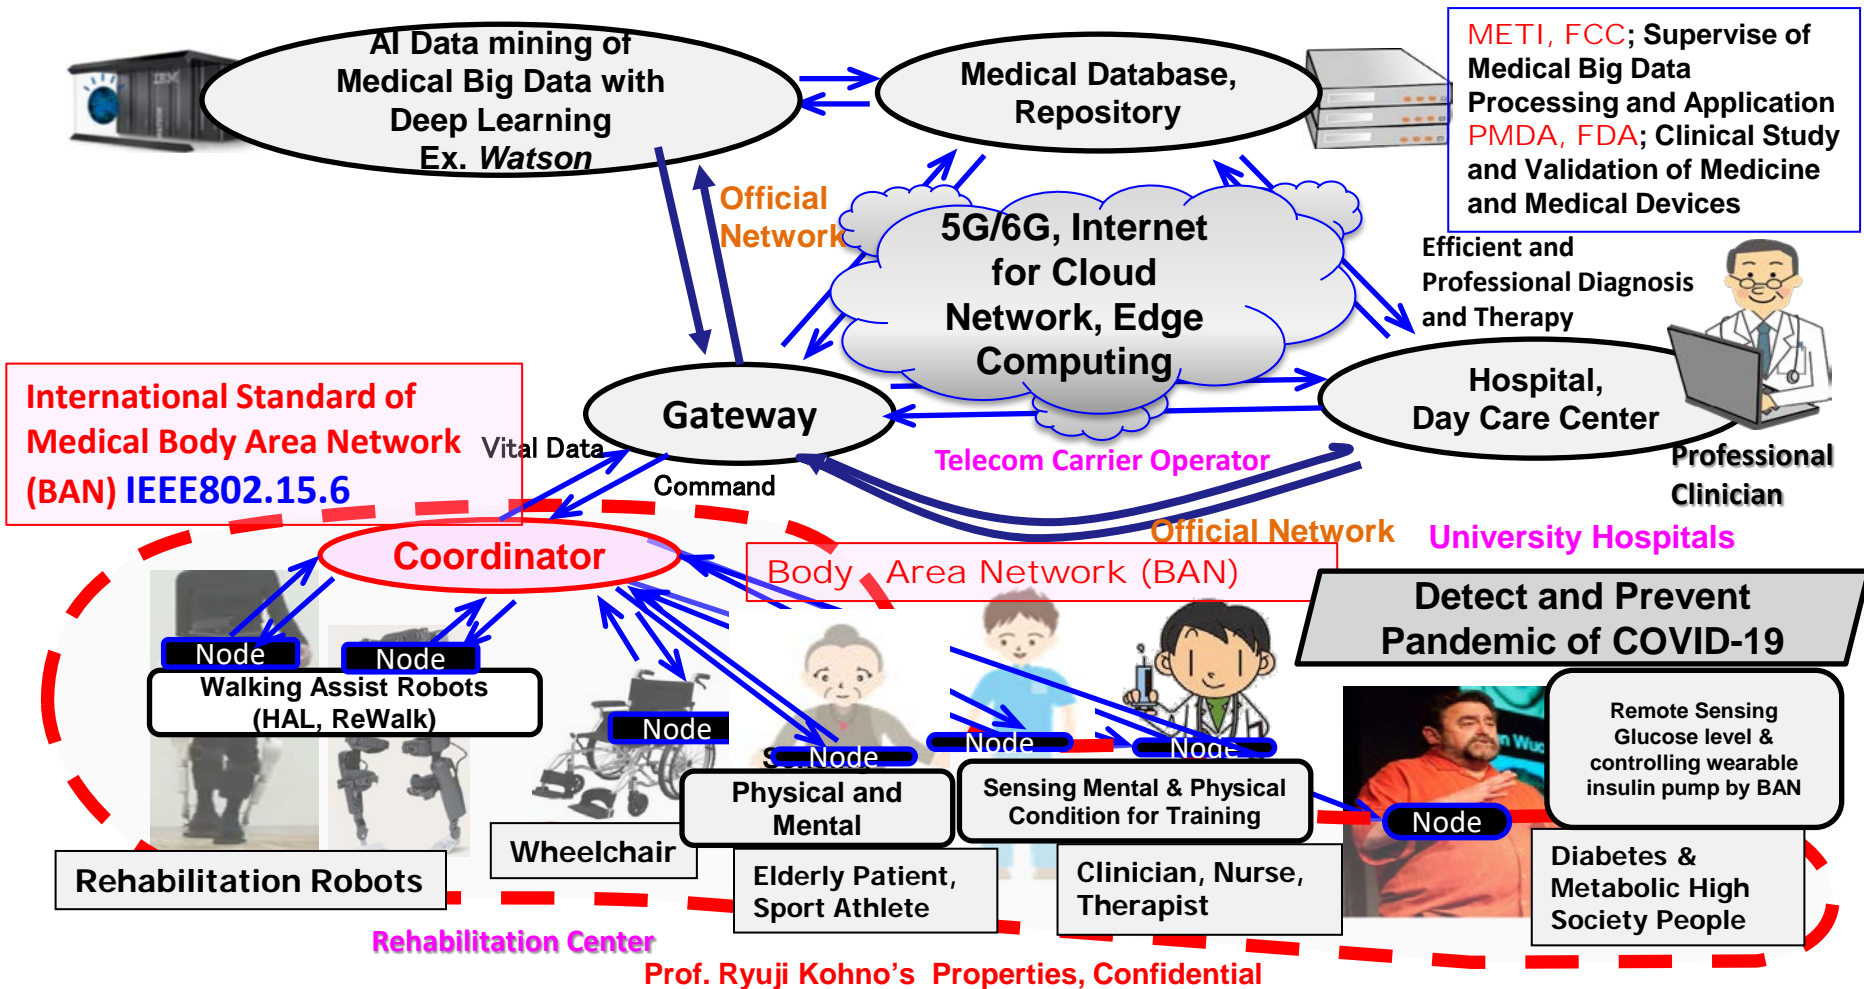 AI Data mining of
Medical Big Data with
Deep Learning
Ex. Watson
IBM
Medical Database,
Repository
METI, FCC; Supervise of
Medical Big Data
Processing and Application
PMDA, FDA; Clinical Study
and Validation of Medicine
and Medical Devices
Official
Network
5G/6G, Internet
for Cloud
Network, Edge
Computing
Efficient and
Professional Diagnosis
and Therapy
Hospital,
Day Care Center
Professional
Clinician
Gateway
International Standard of
Medical Body Area Network
(BAN) IEEE802.15.6
Vital Data
Command
Telecom Carrier Operator
Official Network
University Hospitals
Coordinator
Body Area Network (BAN)
Detect and Prevent
Pandemic of COVID-19
Node
Node
Node
Node
Node
Node
Node
Walking Assist Robots
(HAL, ReWalk)
Physical and
Mental
Sensing Mental & Physical
Condition for Training
Remote Sensing
Glucose level &
controlling wearable
insulin pump by BAN
Rehabilitation Robots
Wheelchair
Elderly Patient,
Sport Athlete
Clinician, Nurse,
Therapist
Diabetes &
Metabolic High
Society People
Rehabilitation Center
Prof. Ryuji Kohno's Properties, Confidential